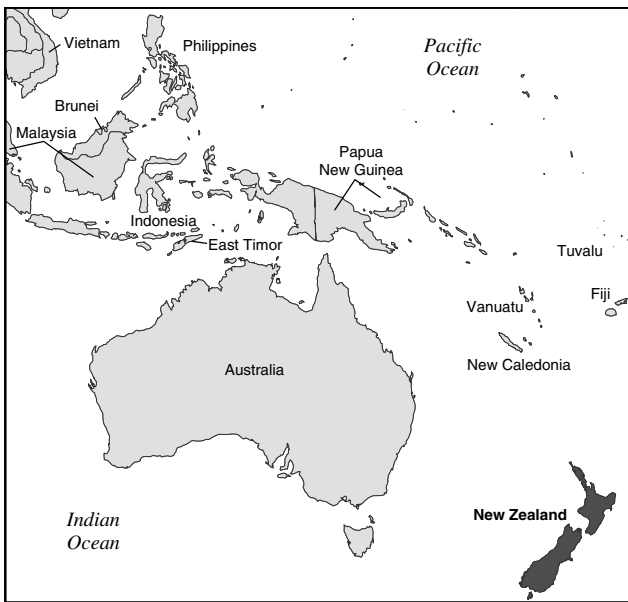 Vietnam
Philippines
Pacific
Ocean
Brunei
Malaysia
Papua
New Guinea
Indonesia
East Timor
Tuvalu
Vanuatu
Fiji
New Caledonia
Australia
New Zealand
Indian
Ocean